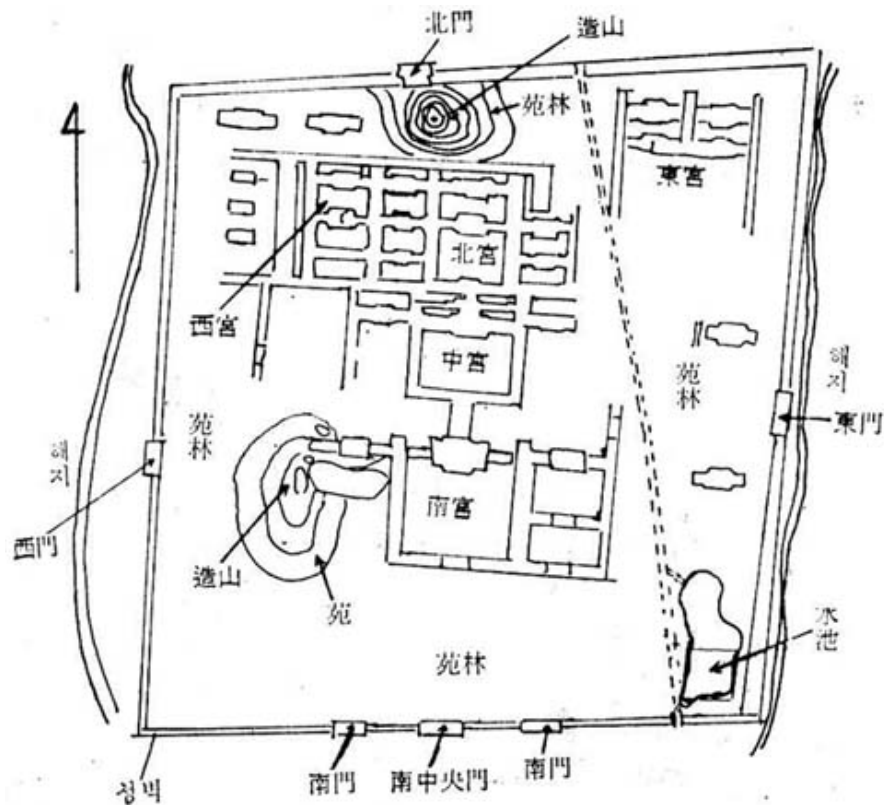 北門
造山
苑林
東宮
北宮
西宮
中宮
苑林
해지
苑林
東門
해지
南宮
西門
造山
苑
水池
苑林
南門
南中央門
南門
성벽